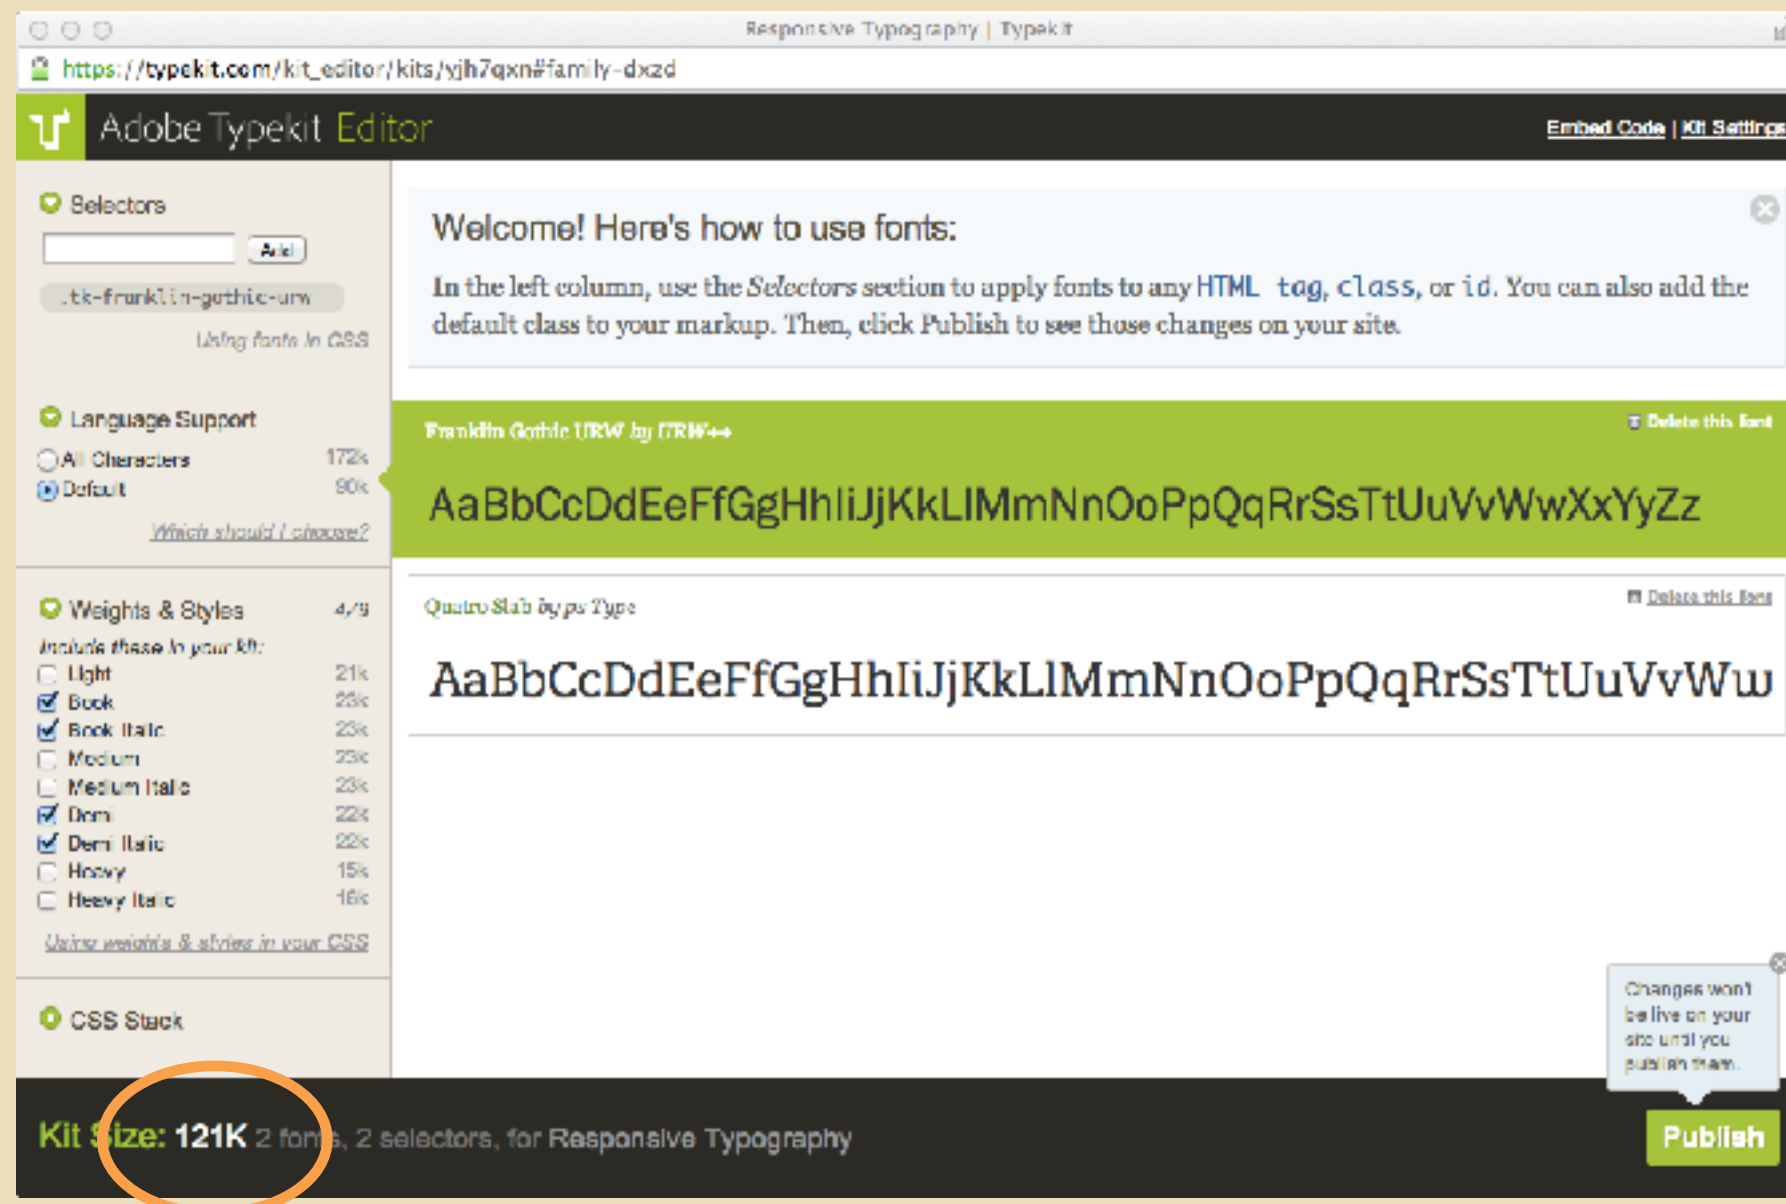 Responsive Typography | Typekit
https://typekit.com/kit_editor/kits/yjh7qxn#family-dxzd
Adobe Typekit Editor
Embed Code | Kit Settings
Selectors
Add
.tk-franklin-gothic-urw
Using fonts in CSS
Welcome! Here's how to use fonts:
In the left column, use the Selectors section to apply fonts to any HTML tag, class, or id. You can also add the
default class to your markup. Then, click Publish to see those changes on your site.
Language Support
All Characters 172k
Default 90k
Which should I choose?
Franklin Gothic URW by URW++
Delete this font
AaBbCcDdEeFfGgHhIiJjKkLlMmNnOoPpQqRrSsTtUuVvWwXxYyZz
Weights & Styles 4/9
Include these in your kit:
Light 21k
Book 23k
Book Italic 23k
Medium 23k
Medium Italic 23k
Demi 22k
Demi Italic 22k
Heavy 15k
Heavy Italic 16k
Using weights & styles in your CSS
Quatro Slab by ps Type
Delete this font
AaBbCcDdEeFfGgHhIiJjKkLlMmNnOoPpQqRrSsTtUuVvWw
CSS Stack
Changes won't
be live on your
site until you
publish them.
Kit Size: 121K 2 fonts, 2 selectors, for Responsive Typography
Publish